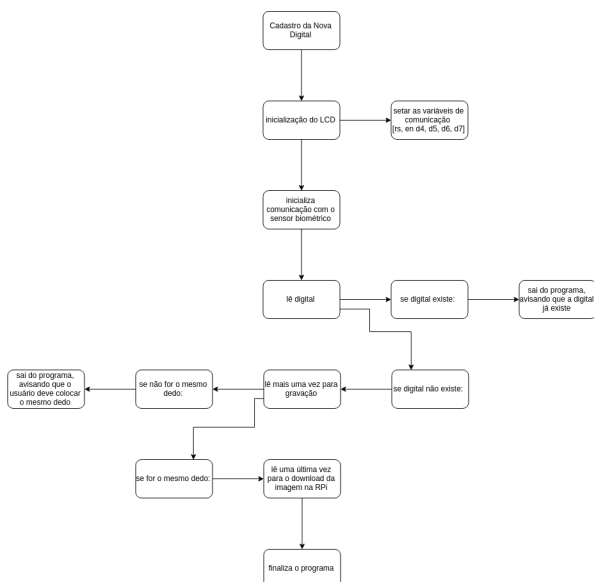 Cadastro da Nova
Digital
inicialização do LCD
setar as variáveis de
comunicação
[rs, en d4, d5, d6, d7]
inicializa
comunicação com o
sensor biométrico
lê digital
se digital existe:
sai do programa,
avisando que a digital
já existe
se digital não existe:
lê mais uma vez para
gravação
se não for o mesmo
dedo:
sai do programa,
avisando que o
usuário deve colocar
o mesmo dedo
se for o mesmo dedo:
lê uma última vez
para o download da
imagem na RPi
finaliza o programa